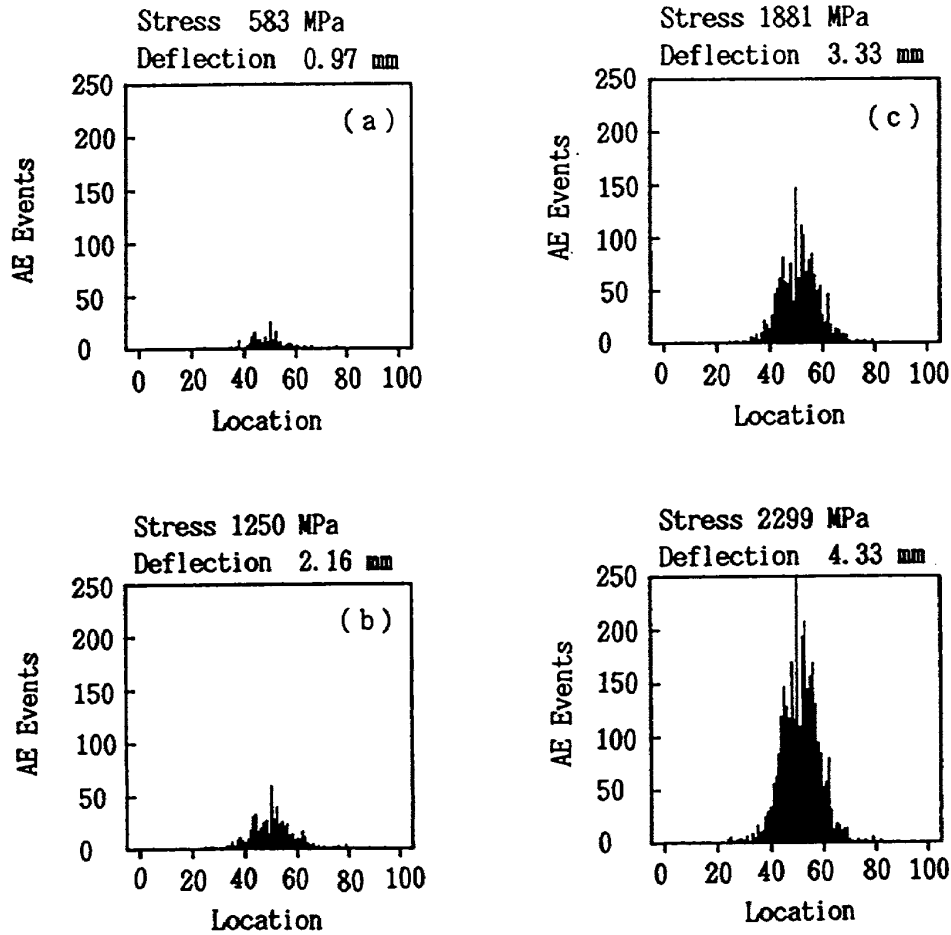 Stress 583 MPa
Deflection 0.97 mm
250
200
150
100
50
0
AE Events
(a)
0 20 40 60 80 100
Location
Stress 1881 MPa
Deflection 3.33 mm
250
200
150
100
50
0
AE Events
(c)
0 20 40 60 80 100
Location
Stress 1250 MPa
Deflection 2.16 mm
250
200
150
100
50
0
AE Events
(b)
0 20 40 60 80 100
Location
Stress 2299 MPa
Deflection 4.33 mm
250
200
150
100
50
0
AE Events
0 20 40 60 80 100
Location